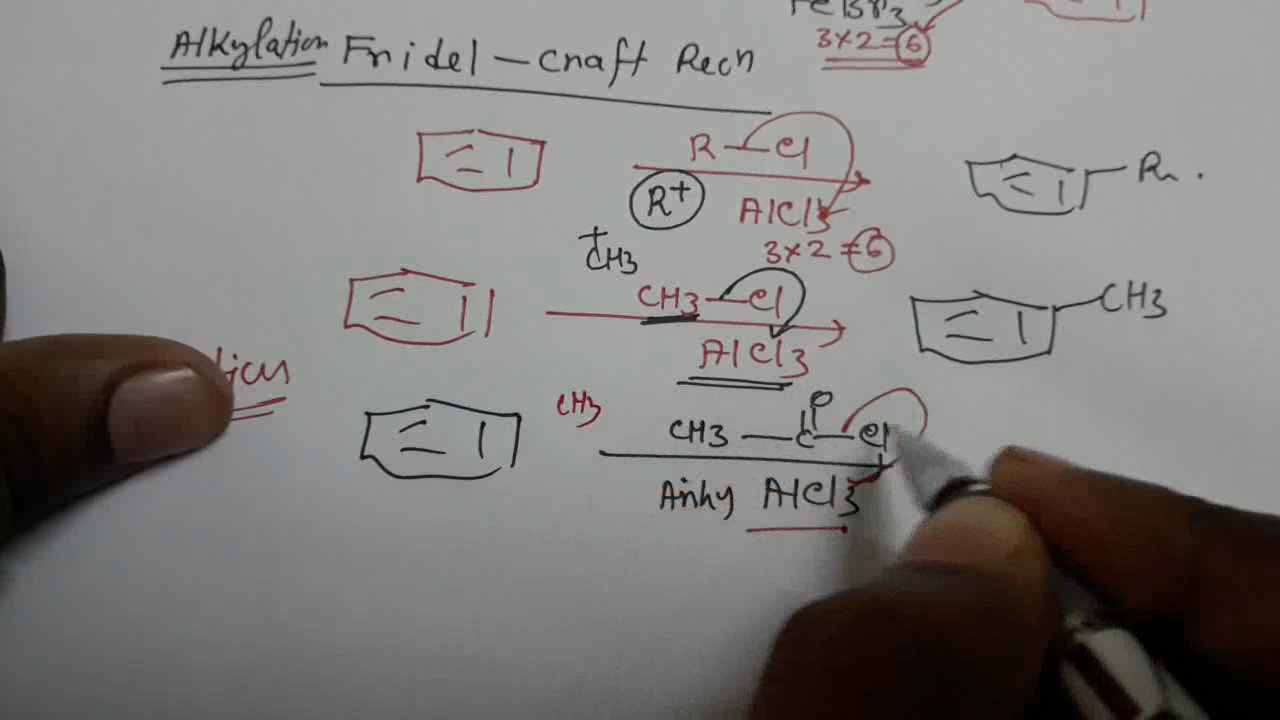 3×2=6
Alkylation Fridel - Craft Recn
R—Cl
R+
AlCl3
3×2=6
R
+CH3
CH3—Cl
AlCl3
CH3
CH3
CH3—C—Cl
O
Anhy AlCl3